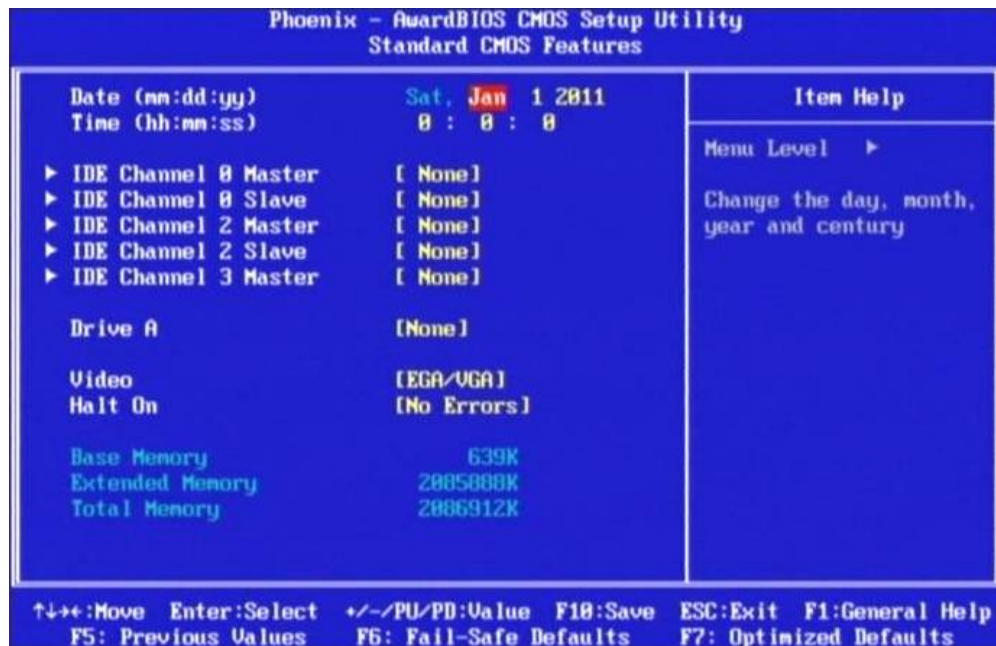 Phoenix - AwardBIOS CMOS Setup Utility
Standard CMOS Features
Date (mm:dd:yy) Sat, Jan 1 2011
Time (hh:mm:ss) 0 : 0 : 0
► IDE Channel 0 Master [ None]
► IDE Channel 0 Slave [ None]
► IDE Channel 2 Master [ None]
► IDE Channel 2 Slave [ None]
► IDE Channel 3 Master [ None]
Drive A [None]
Video [EGA/VGA]
Halt On [No Errors]
Base Memory 639K
Extended Memory 2085888K
Total Memory 2086912K
Item Help
Menu Level ►
Change the day, month,
year and century
↑↓→←:Move Enter:Select +/-/PU/PD:Value F10:Save ESC:Exit F1:General Help
F5: Previous Values F6: Fail-Safe Defaults F7: Optimized Defaults